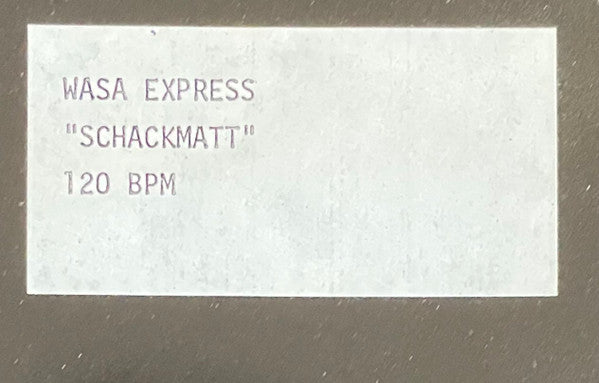 WASA EXPRESS
"SCHACKMATT"
120 BPM